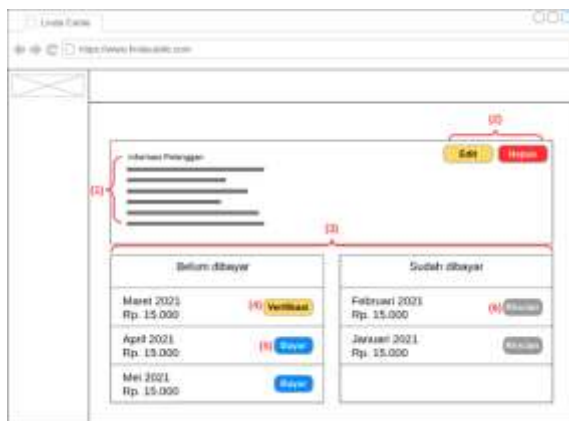 Linda Cable
(2)
Edit
Hapus
Informasi Pelanggan
(1)
(3)
Belum dibayar
Sudah dibayar
Maret 2021
Rp. 15.000
(4) Verifikasi
Februari 2021
Rp. 15.000
(6)
April 2021
Rp. 15.000
(5) Bayar
Januari 2021
Rp. 15.000
Mei 2021
Rp. 15.000
Bayar